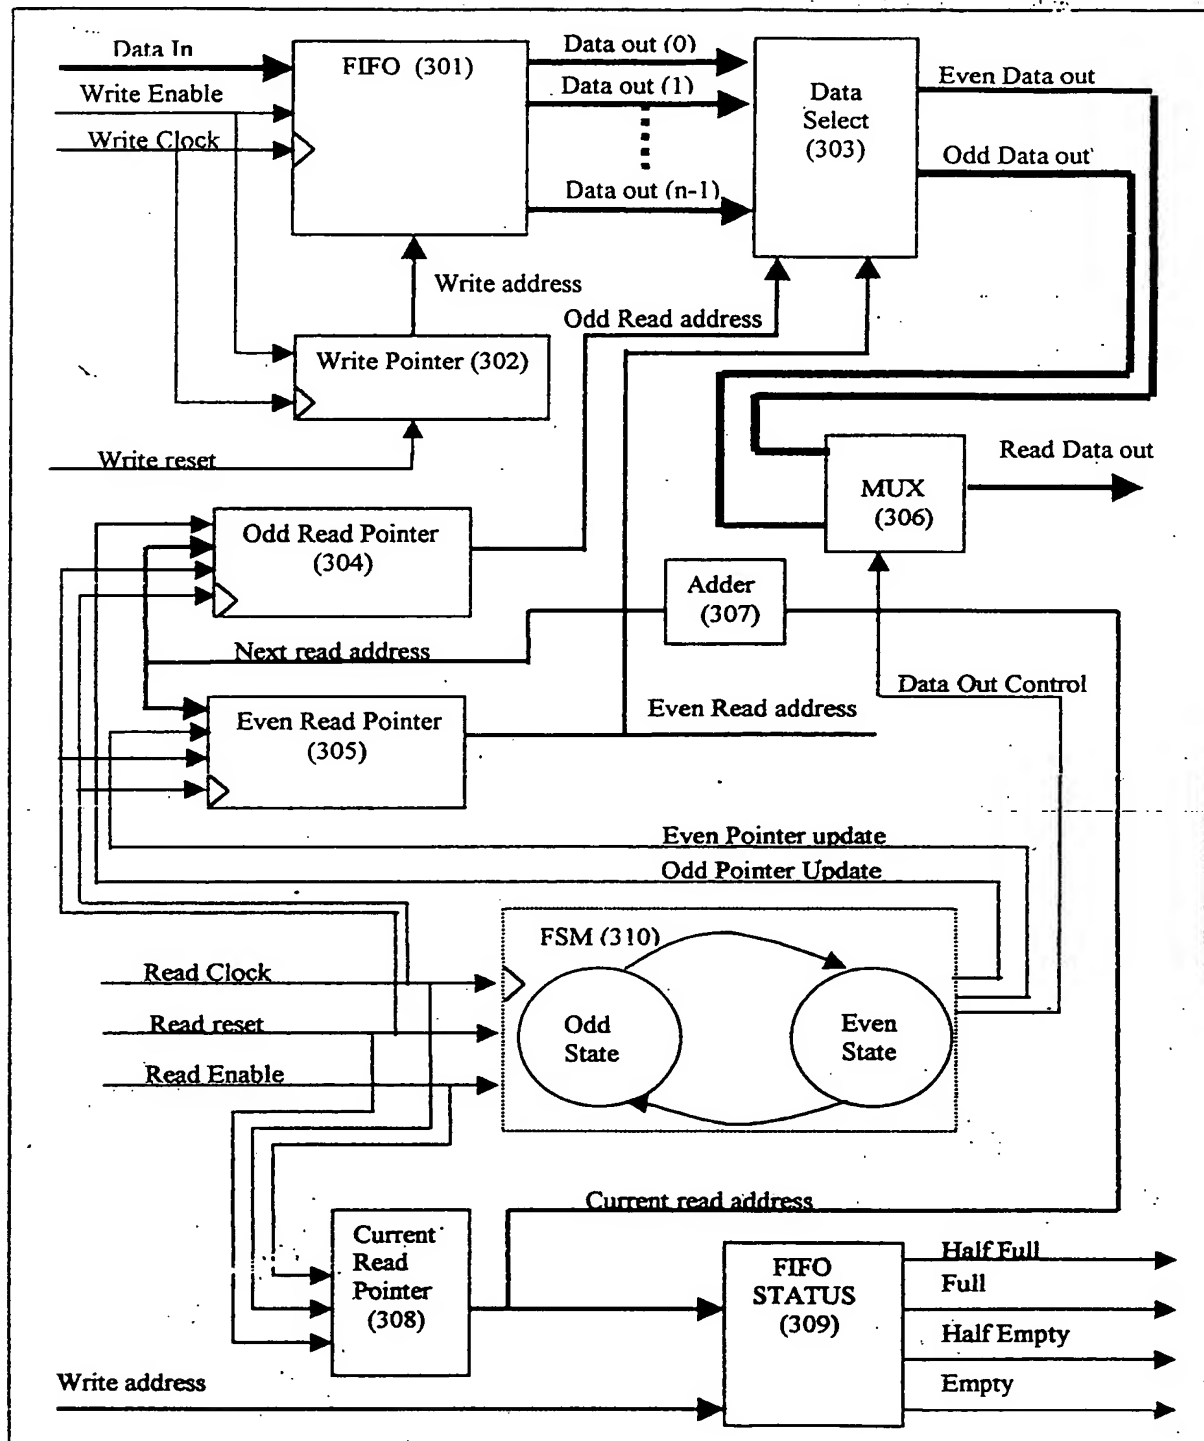 Data In
FIFO (301)
Data out (0)
Write Enable
Data out (1)
Write Clock
Data out (n-1)
Data
Select
(303)
Even Data out
Odd Data out
Write address
Odd Read address
Write Pointer (302)
Write reset
Read Data out
MUX
(306)
Odd Read Pointer
(304)
Adder
(307)
Next read address
Data Out Control
Even Read Pointer
(305)
Even Read address
Even Pointer update
Odd Pointer Update
FSM (310)
Read Clock
Read reset
Read Enable
Odd
State
Even
State
Current read address
Current
Read
Pointer
(308)
FIFO
STATUS
(309)
Half Full
Full
Half Empty
Empty
Write address